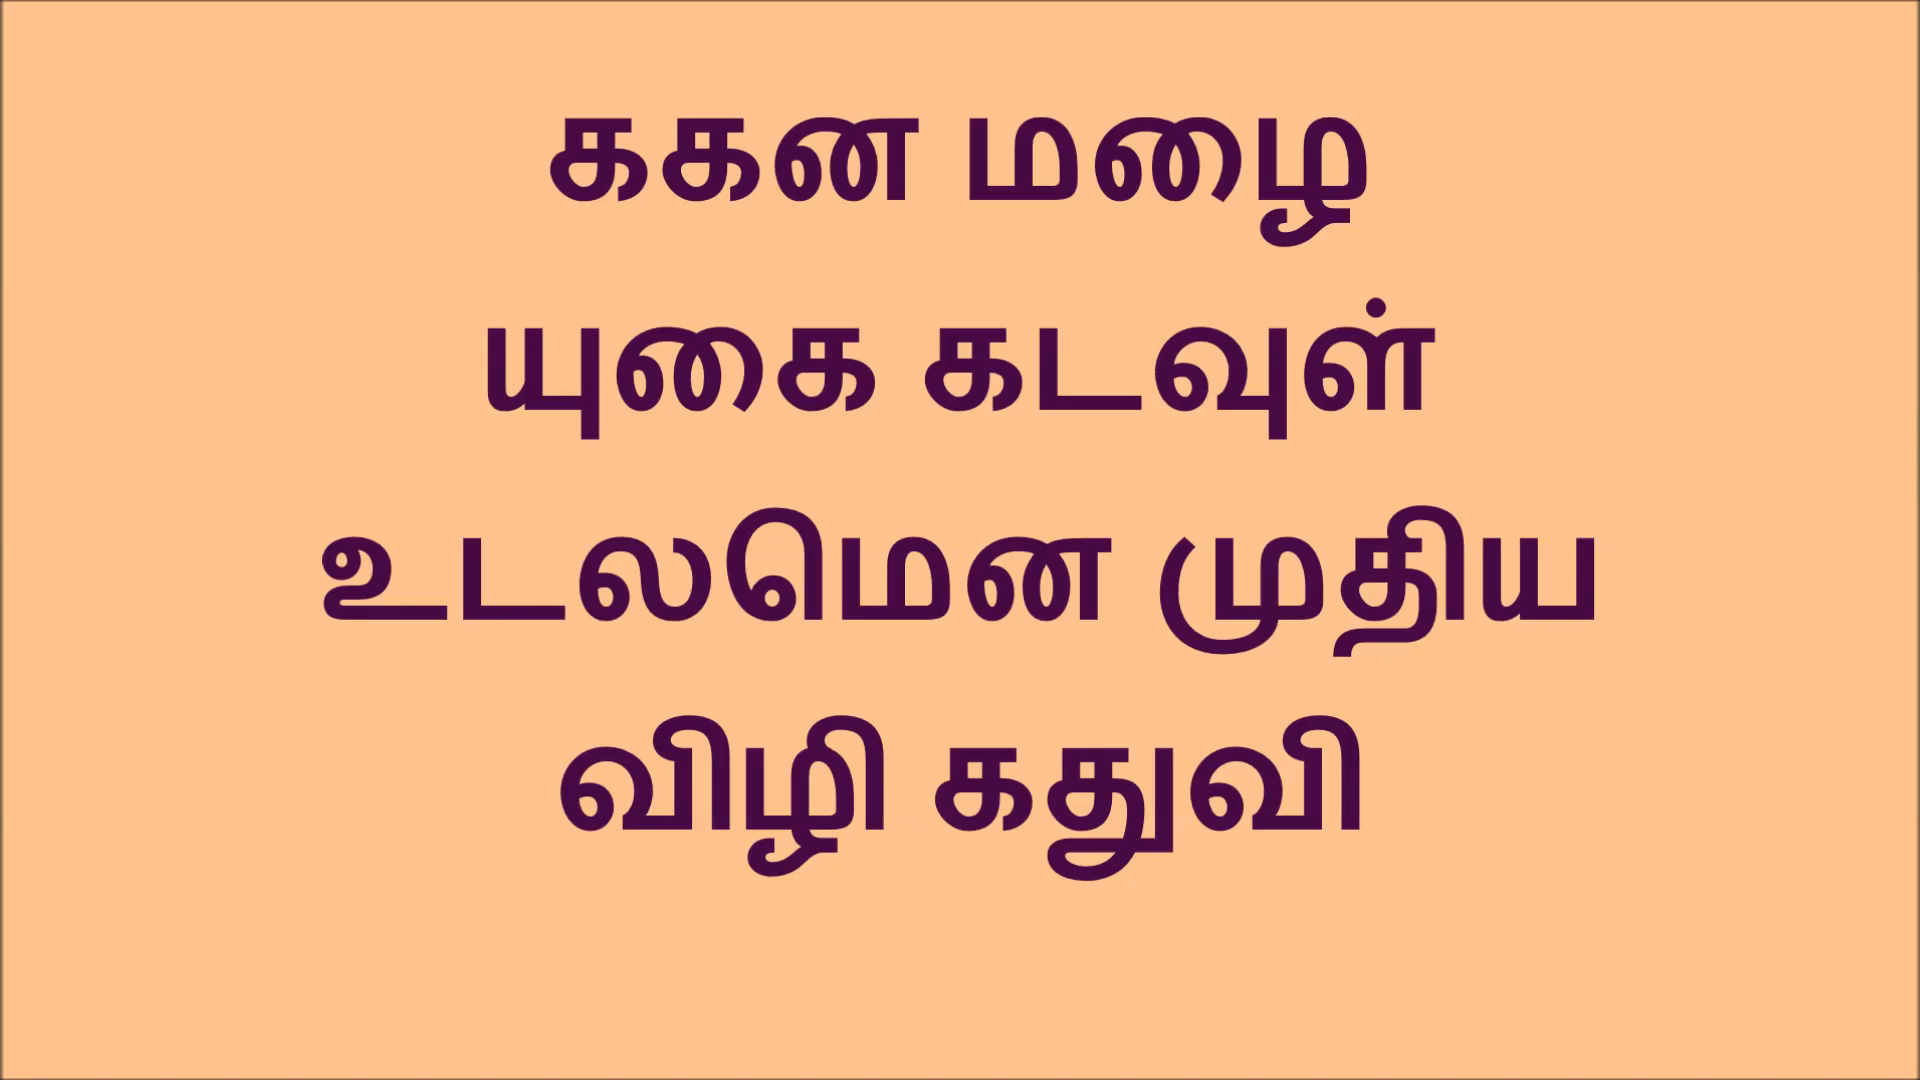 ககன மழை
யுகை கடவுள்
உடலமென முதிய
விழி கதுவி